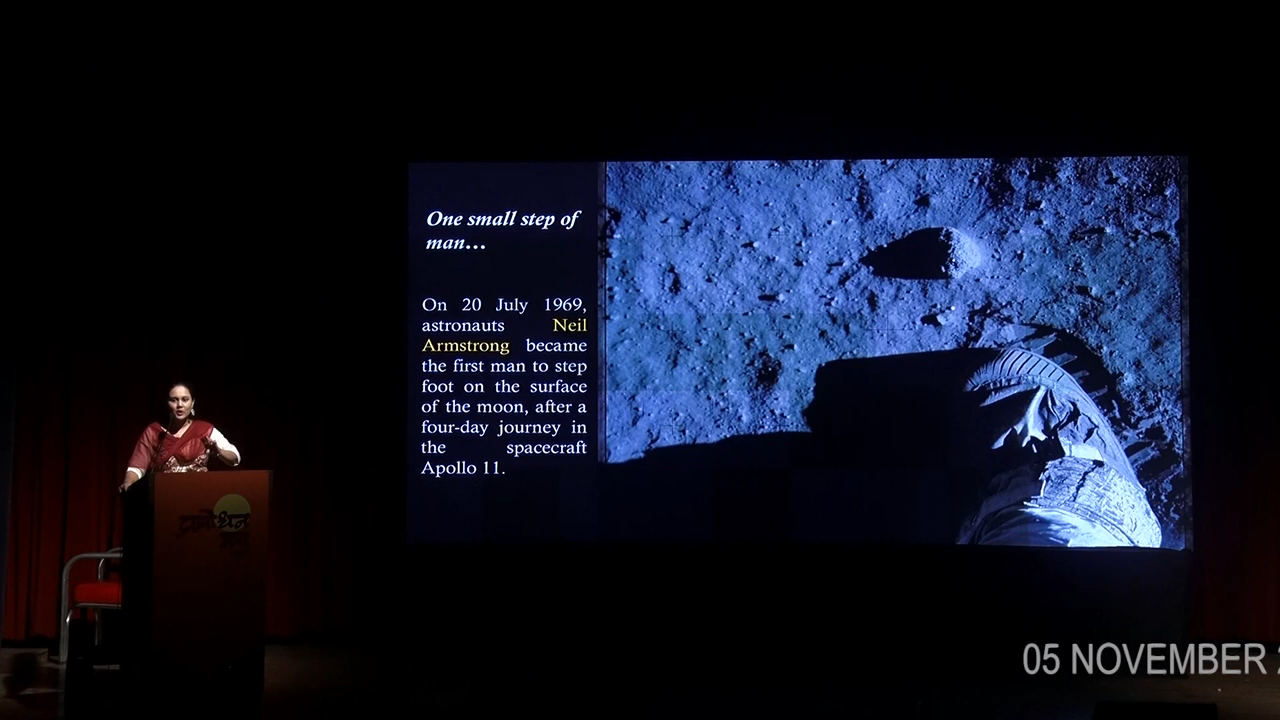 One small step of
man…
On 20 July 1969,
astronauts Neil
Armstrong became
the first man to step
foot on the surface
of the moon, after a
four-day journey in
the spacecraft
Apollo 11.
05 NOVEMBER